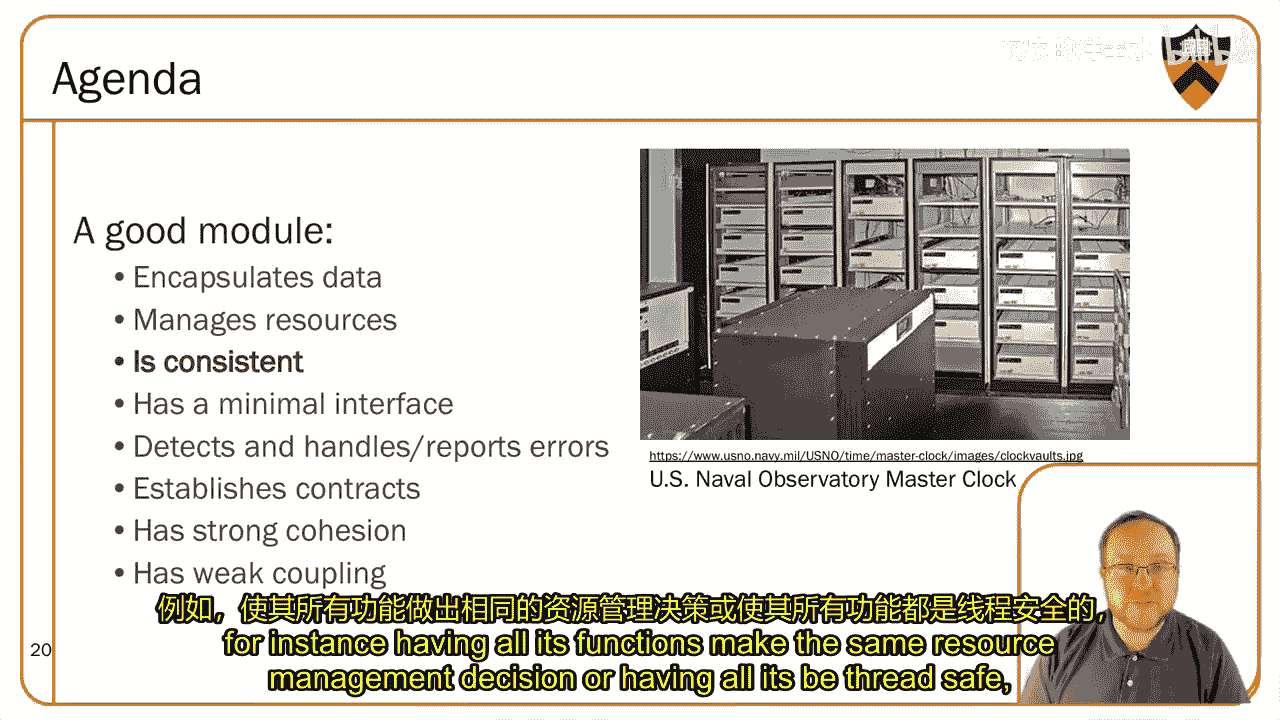 Agenda
A good module:
• Encapsulates data
• Manages resources
• Is consistent
• Has a minimal interface
• Detects and handles/reports errors
• Establishes contracts
• Has strong cohesion
• Has weak coupling
https://www.usno.navy.mil/USNO/time/master-clock/images/clockvaults.jpg
U.S. Naval Observatory Master Clock
例如，使其所有功能做出相同的资源管理决策或使其所有功能都是线程安全的，
for instance having all its functions make the same resource
management decision or having all its be thread safe,
20